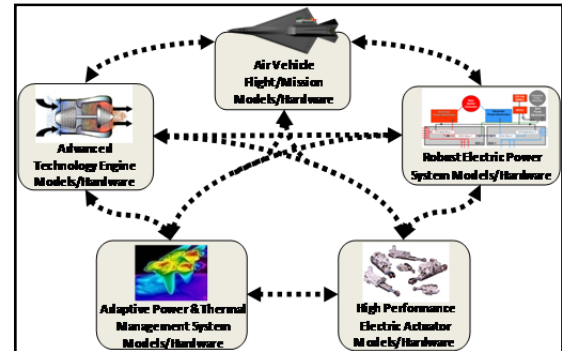 Air Vehicle
Flight/Mission
Models/Hardware
Advanced
Technology Engine
Models/Hardware
Robust Electric Power
System Models/Hardware
Adaptive Power & Thermal
Management System
Models/Hardware
High Performance
Electric Actuator
Models/Hardware